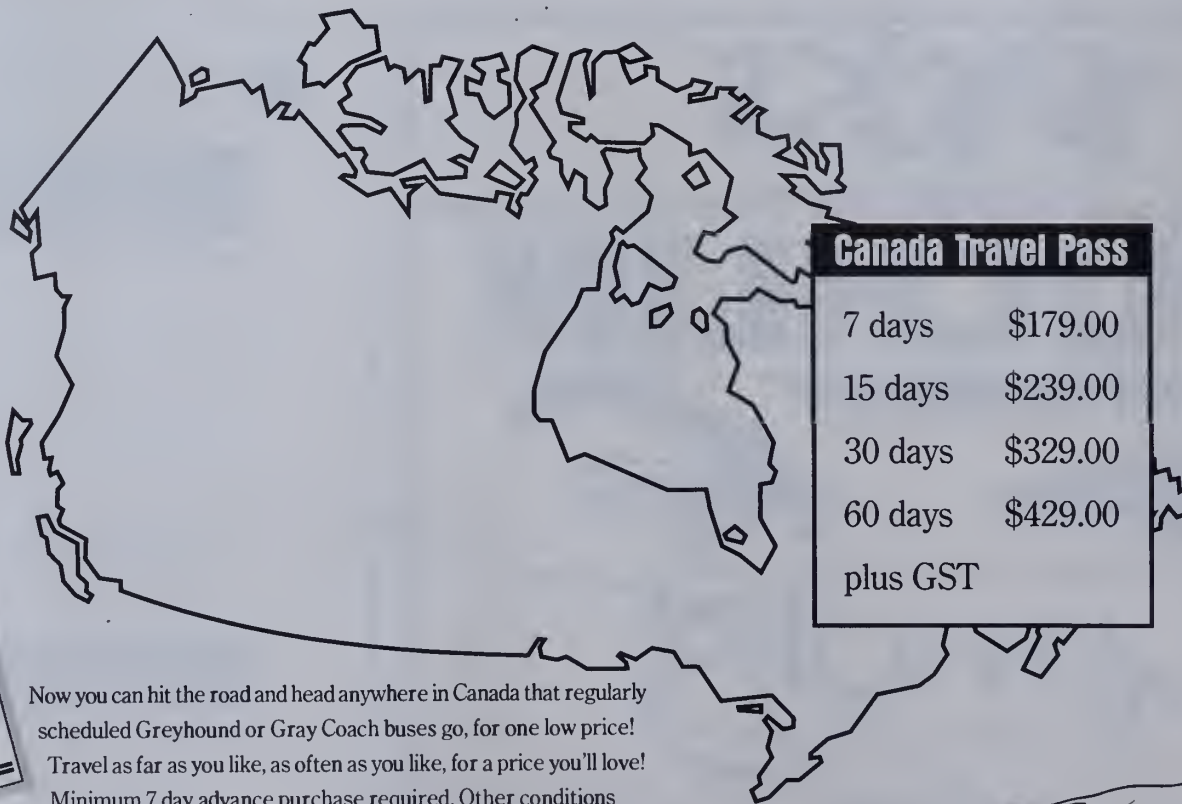 Canada Travel Pass
7 days $179.00
15 days $239.00
30 days $329.00
60 days $429.00
plus GST
Now you can hit the road and head anywhere in Canada that regularly
scheduled Greyhound or Gray Coach buses go, for one low price!
Travel as far as you like, as often as you like, for a price you'll love!
Minimum 7 day advance purchase required. Other conditions